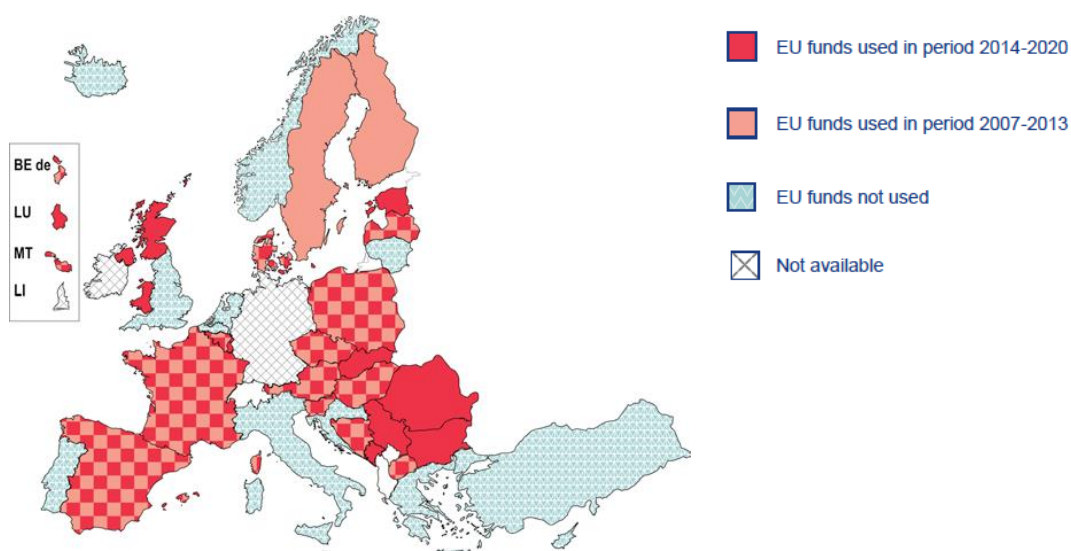 EU funds used in period 2014-2020
EU funds used in period 2007-2013
EU funds not used
Not available
BE de
LU
MT
LI